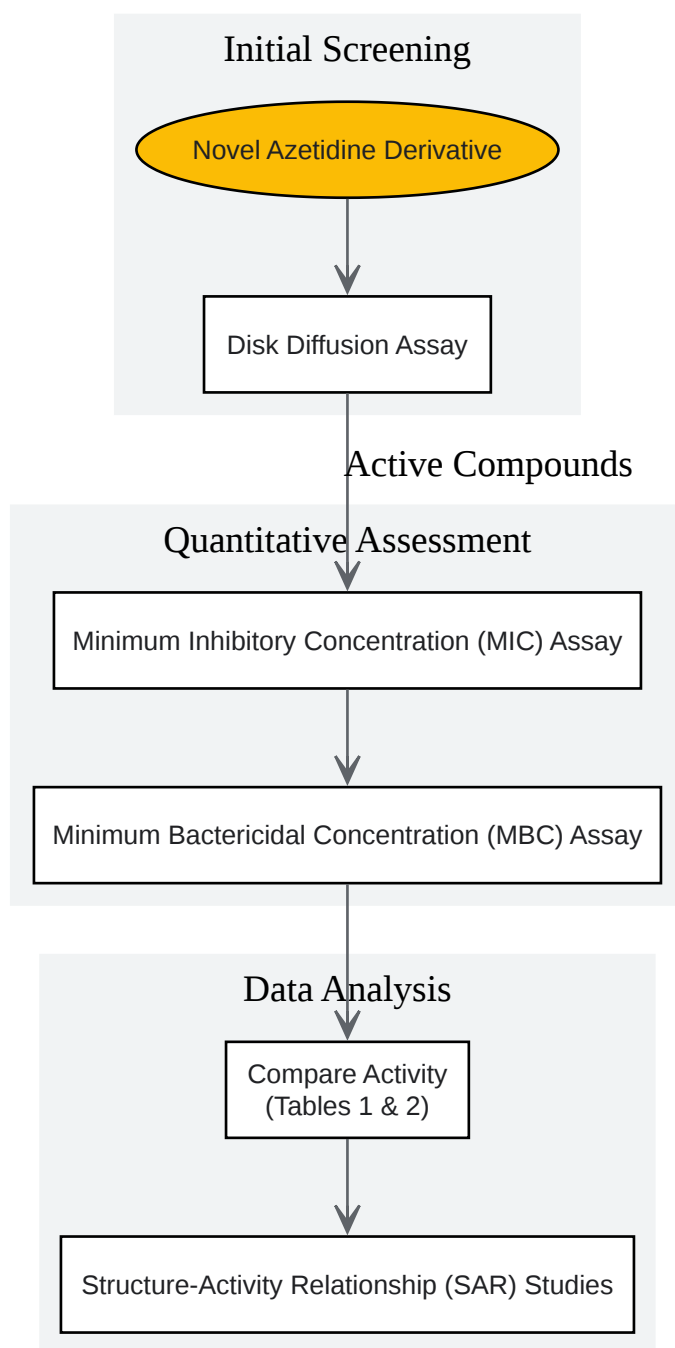 Initial Screening
Novel Azetidine Derivative
Disk Diffusion Assay
Active Compounds
Quantitative Assessment
Minimum Inhibitory Concentration (MIC) Assay
Minimum Bactericidal Concentration (MBC) Assay
Data Analysis
Compare Activity
(Tables 1 & 2)
Structure-Activity Relationship (SAR) Studies